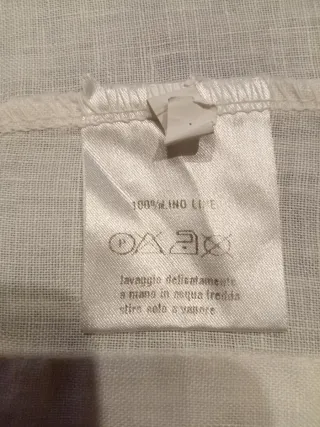 100% LINO LINE
P
lavaggio delicatamente
a mano in acqua fredda
stiro solo a vapore